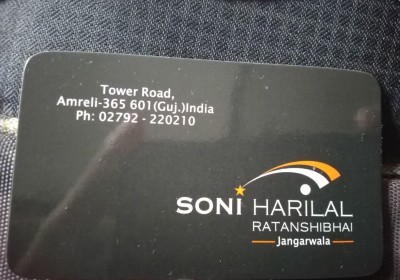 Tower Road,
Amreli-365 601(Guj.)India
Ph: 02792 - 220210
SONI HARILAL
RATANSHIBHAI
Jangarwala